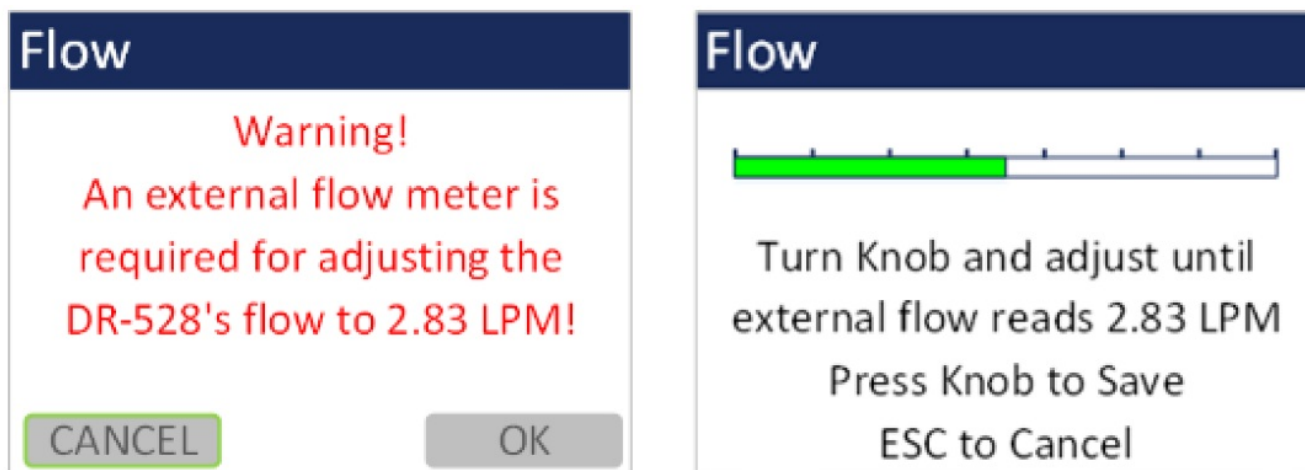 Flow
Warning!
An external flow meter is
required for adjusting the
DR-528's flow to 2.83 LPM!
CANCEL
OK
Flow
Turn Knob and adjust until
external flow reads 2.83 LPM
Press Knob to Save
ESC to Cancel